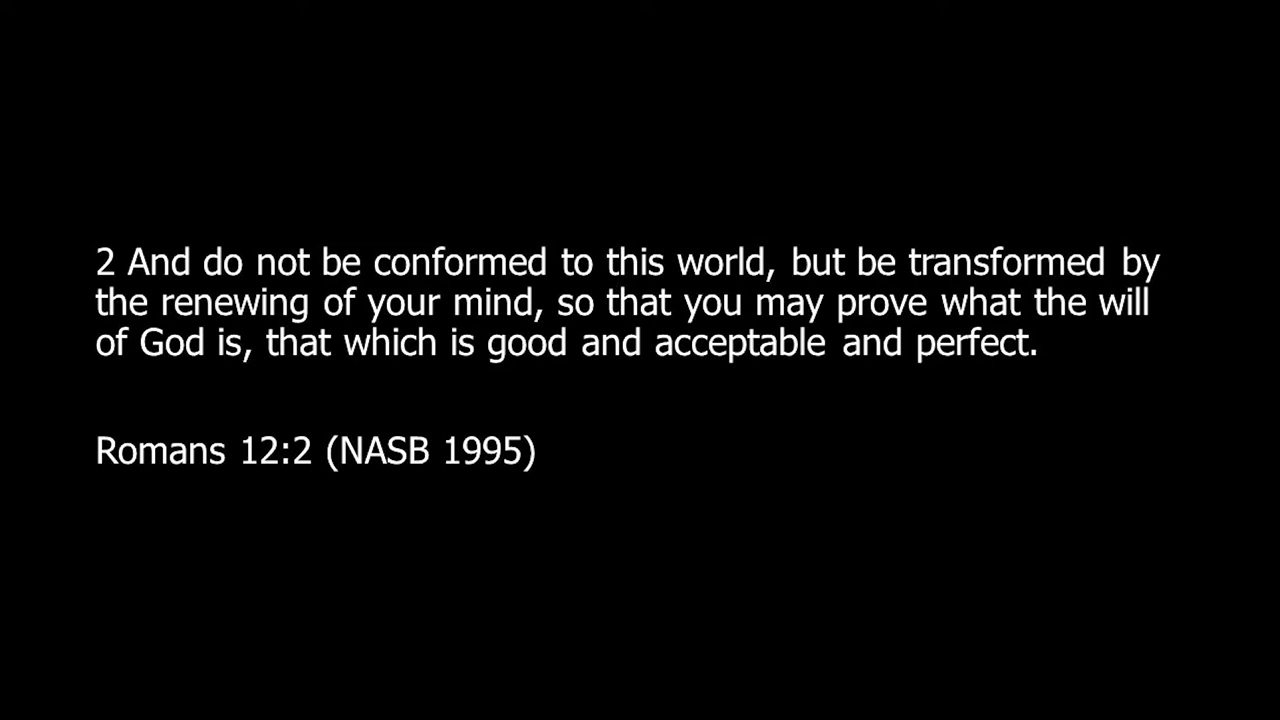 2 And do not be conformed to this world, but be transformed by
the renewing of your mind, so that you may prove what the will
of God is, that which is good and acceptable and perfect.
Romans 12:2 (NASB 1995)